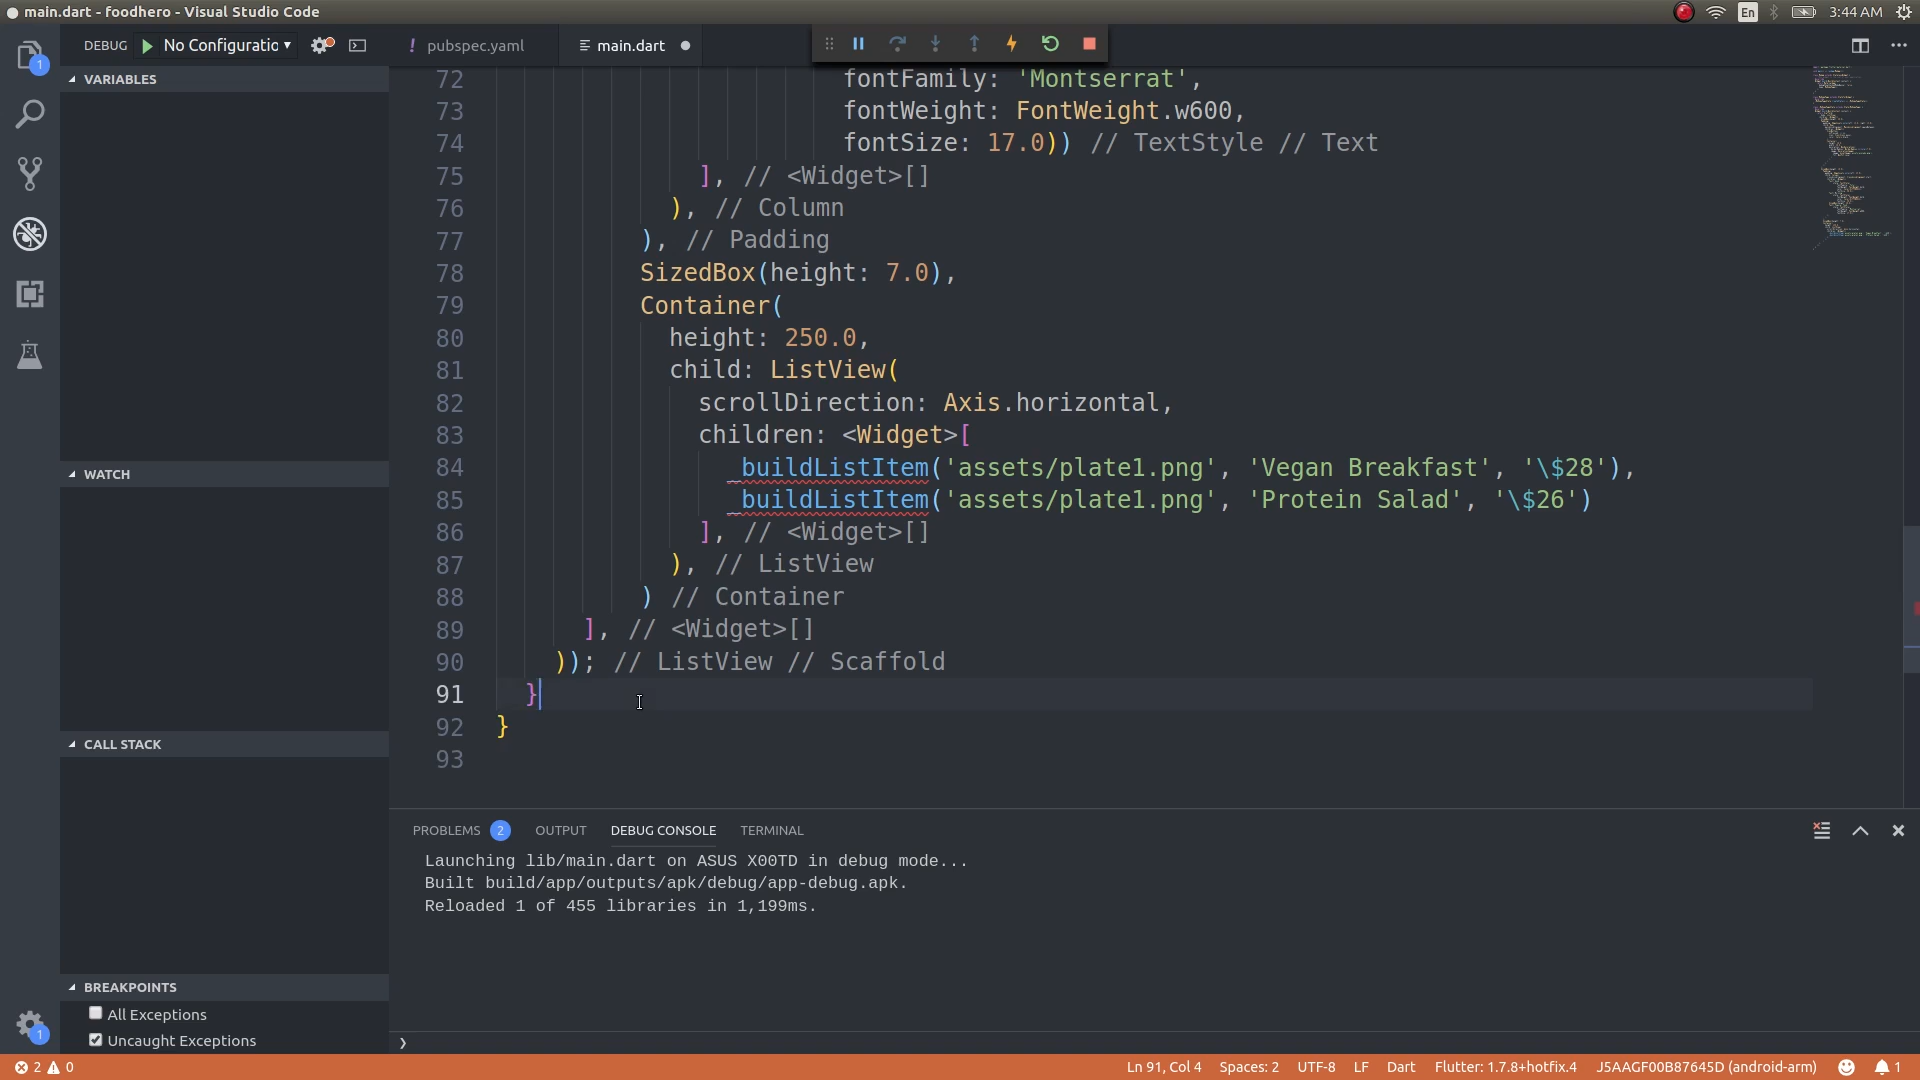 main.dart - foodhero - Visual Studio Code
En
3:44 AM
DEBUG
No Configuratio
pubspec.yaml
main.dart
VARIABLES
WATCH
CALL STACK
BREAKPOINTS
All Exceptions
Uncaught Exceptions
72 fontFamily: 'Montserrat',
73 fontWeight: FontWeight.w600,
74 fontSize: 17.0)) // TextStyle // Text
75 ], // <Widget>[]
76 ), // Column
77 ), // Padding
78 SizedBox(height: 7.0),
79 Container(
80 height: 250.0,
81 child: ListView(
82 scrollDirection: Axis.horizontal,
83 children: <Widget>[
84 _buildListItem('assets/plate1.png', 'Vegan Breakfast', '\$28'),
85 _buildListItem('assets/plate1.png', 'Protein Salad', '\$26')
86 ], // <Widget>[]
87 ), // ListView
88 ) // Container
89 ], // <Widget>[]
90 )); // ListView // Scaffold
91 }
92 }
93
PROBLEMS 2 OUTPUT DEBUG CONSOLE TERMINAL
Launching lib/main.dart on ASUS X00TD in debug mode...
Built build/app/outputs/apk/debug/app-debug.apk.
Reloaded 1 of 455 libraries in 1,199ms.
2 0
Ln 91, Col 4 Spaces: 2 UTF-8 LF Dart Flutter: 1.7.8+hotfix.4 J5AAGF00B87645D (android-arm) 1